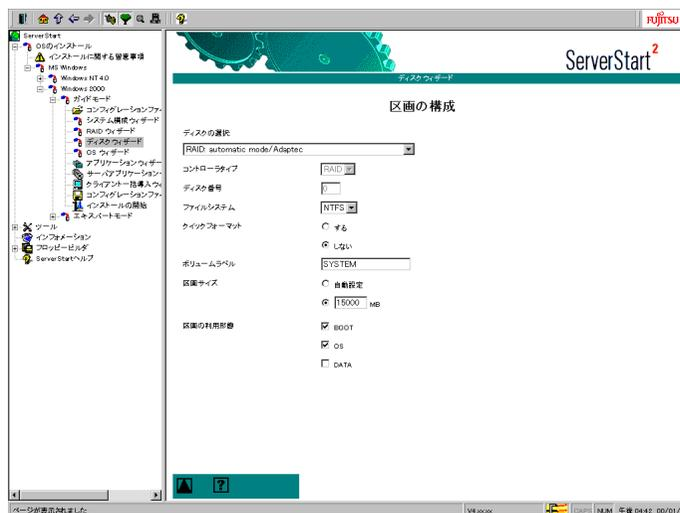 FUJITSU
ServerStart
OSのインストール
インストールに関する留意事項
MS Windows
Windows NT 4.0
Windows 2000
ガイドモード
コンフィグレーションファ
システム構成ウィザード
RAID ウィザード
ディスクウィザード
OS ウィザード
アプリケーションウィザー
サーバアプリケーション
クライアント一括導入ウィ
コンフィグレーションファ
インストールの開始
エキスパートモード
ツール
インフォメーション
フロッピービルダ
ServerStartヘルプ
ServerStart2
ディスクウィザード
区画の構成
ディスクの選択
RAID: automatic mode/Adaptec
コントローラタイプ
RAID
ディスク番号
0
ファイルシステム
NTFS
クイックフォーマット
する
しない
ボリュームラベル
SYSTEM
区画サイズ
自動設定
15000 MB
区画の利用形態
BOOT
OS
DATA
?
ページが表示されました
CAPS NUM 午後 04:42 00/01/